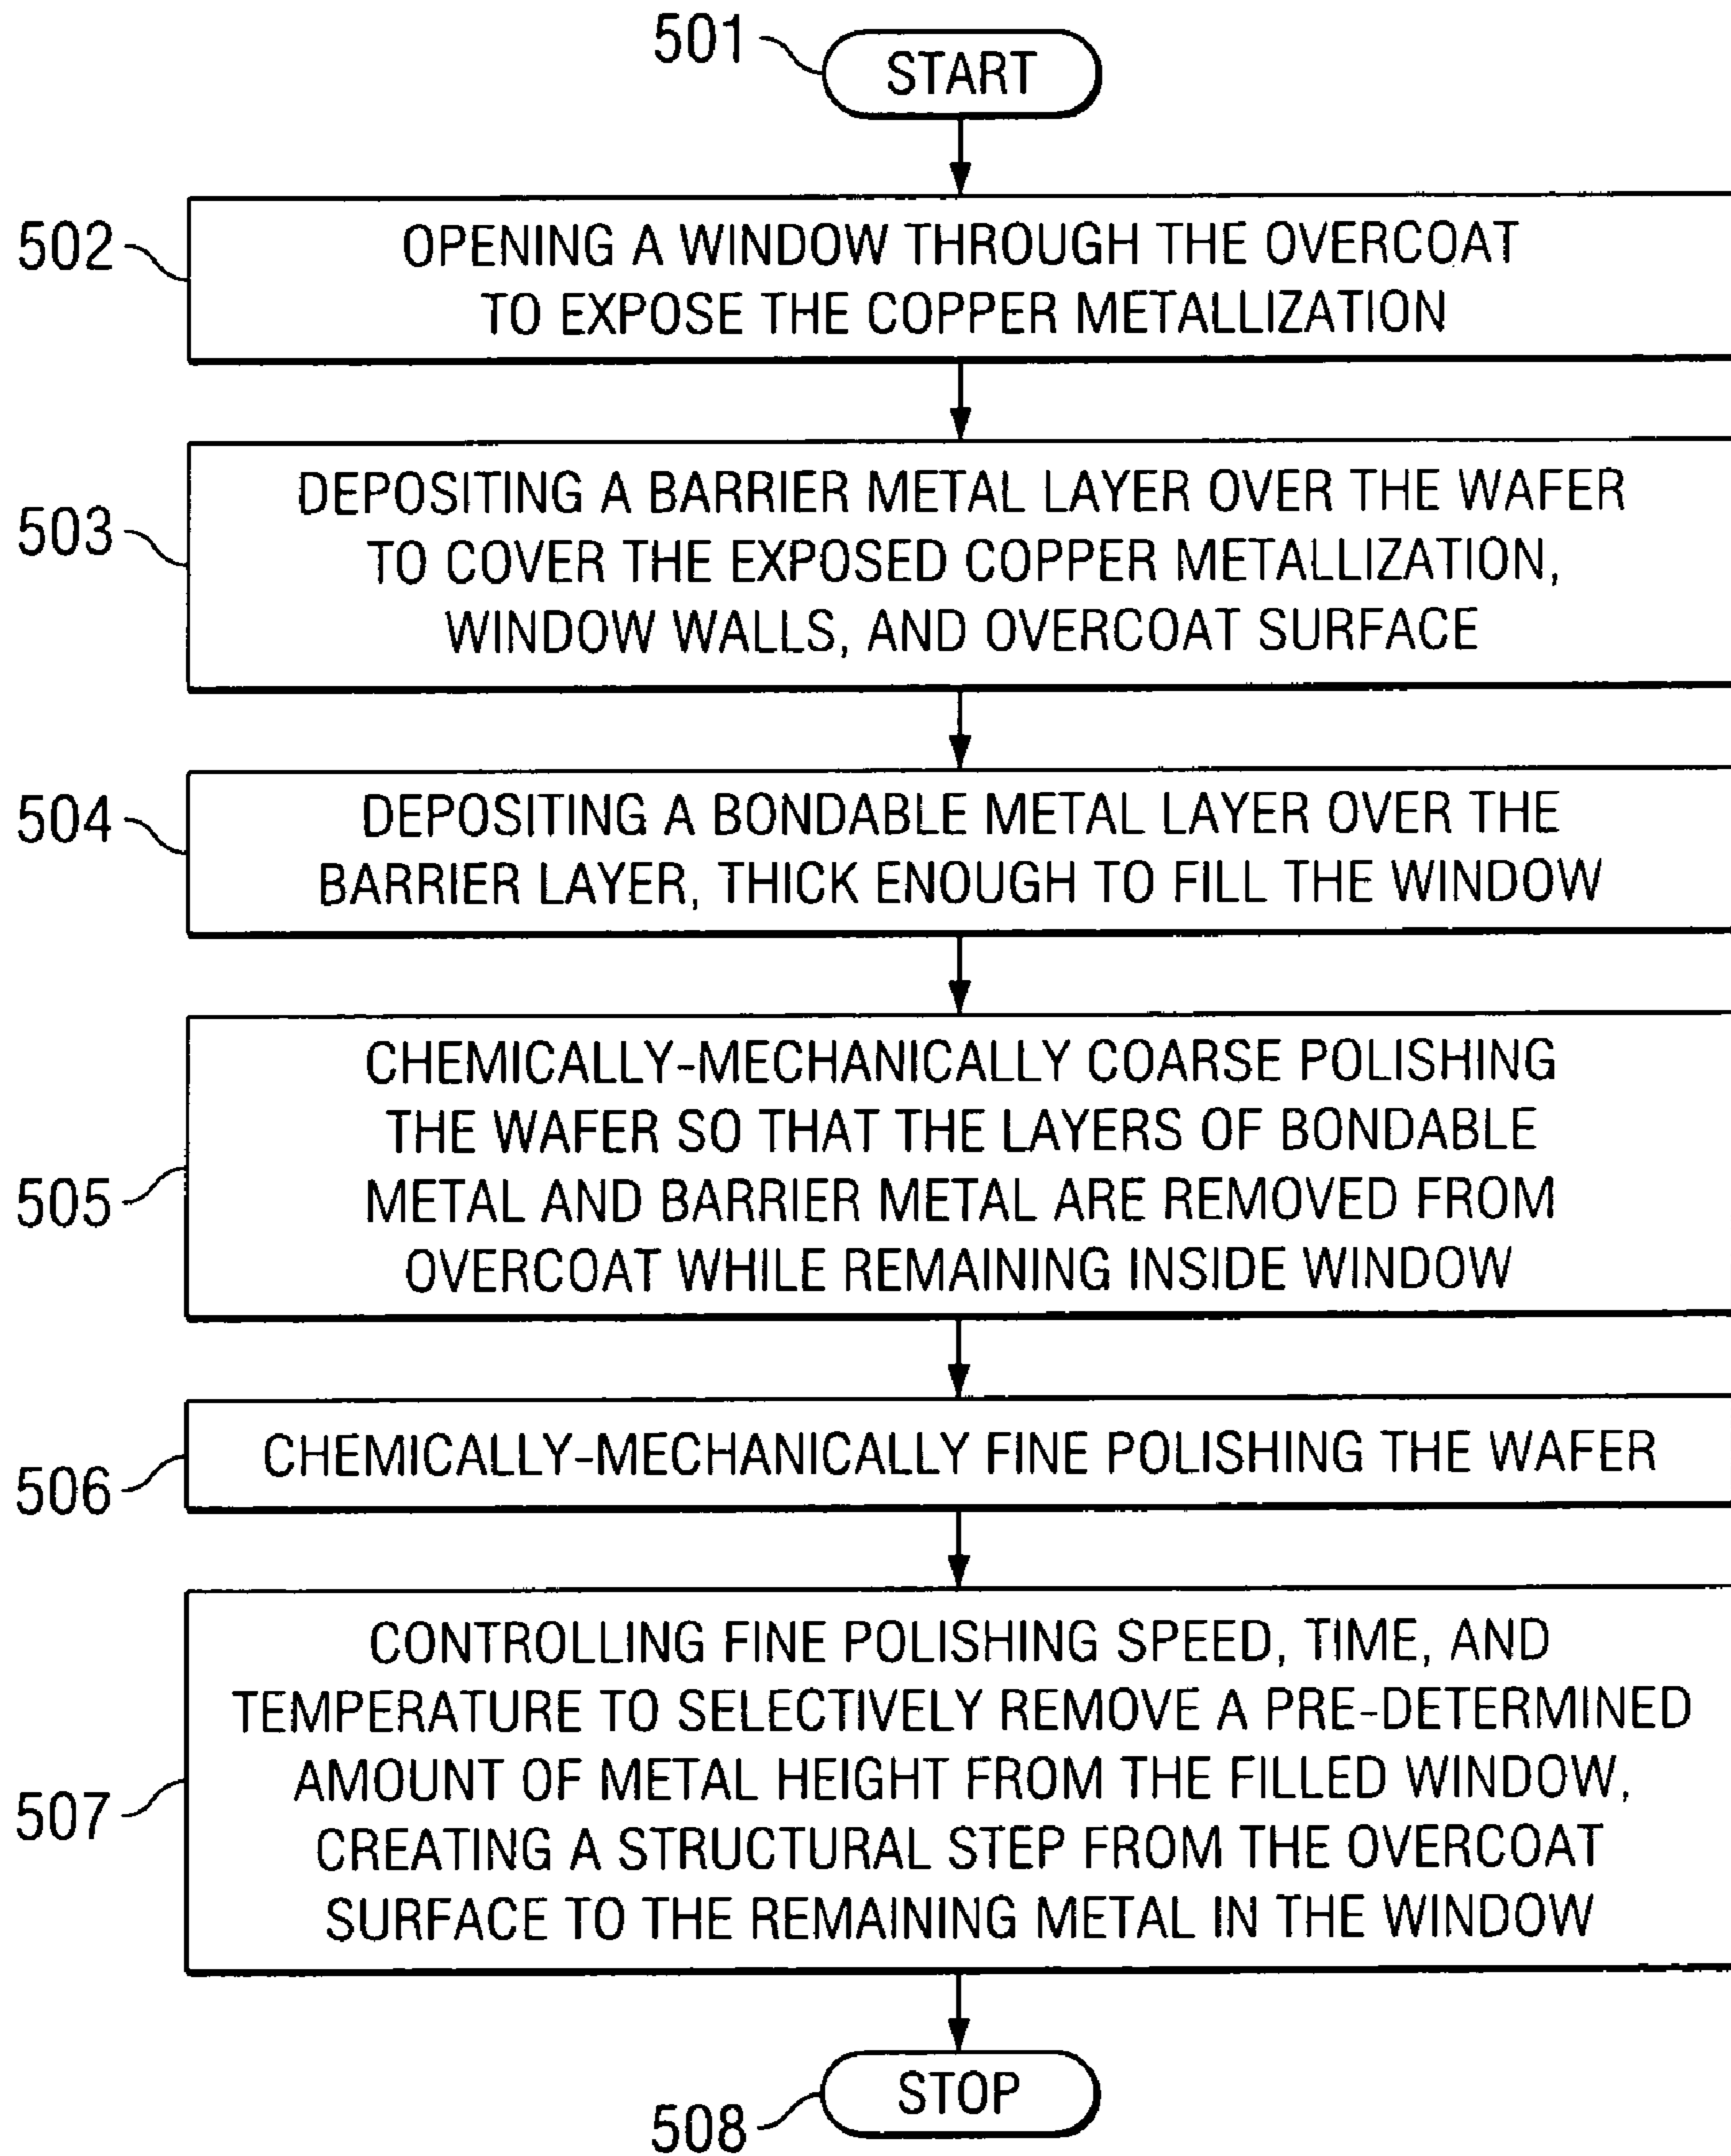 501
START
502
OPENING A WINDOW THROUGH THE OVERCOAT
TO EXPOSE THE COPPER METALLIZATION
503
DEPOSITING A BARRIER METAL LAYER OVER THE WAFER
TO COVER THE EXPOSED COPPER METALLIZATION,
WINDOW WALLS, AND OVERCOAT SURFACE
504
DEPOSITING A BONDABLE METAL LAYER OVER THE
BARRIER LAYER, THICK ENOUGH TO FILL THE WINDOW
505
CHEMICALLY-MECHANICALLY COARSE POLISHING
THE WAFER SO THAT THE LAYERS OF BONDABLE
METAL AND BARRIER METAL ARE REMOVED FROM
OVERCOAT WHILE REMAINING INSIDE WINDOW
506
CHEMICALLY-MECHANICALLY FINE POLISHING THE WAFER
507
CONTROLLING FINE POLISHING SPEED, TIME, AND
TEMPERATURE TO SELECTIVELY REMOVE A PRE-DETERMINED
AMOUNT OF METAL HEIGHT FROM THE FILLED WINDOW,
CREATING A STRUCTURAL STEP FROM THE OVERCOAT
SURFACE TO THE REMAINING METAL IN THE WINDOW
508
STOP